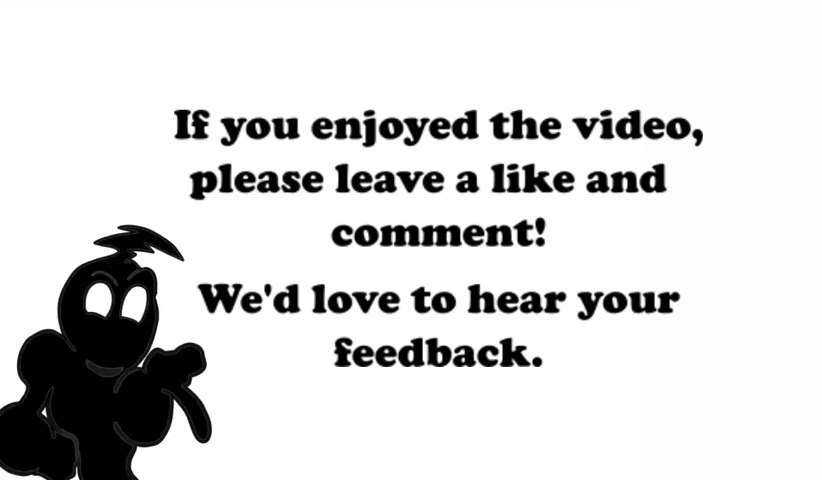 If you enjoyed the video,
please leave a like and
comment!
We'd love to hear your
feedback.